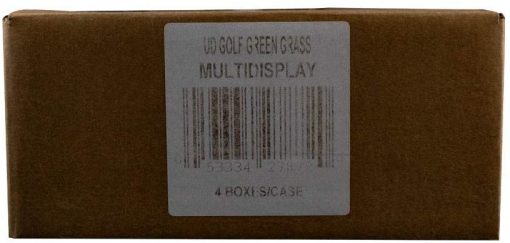 UD GOLF GREEN GRASS
MULTIDISPLAY
4 BOXES/CASE